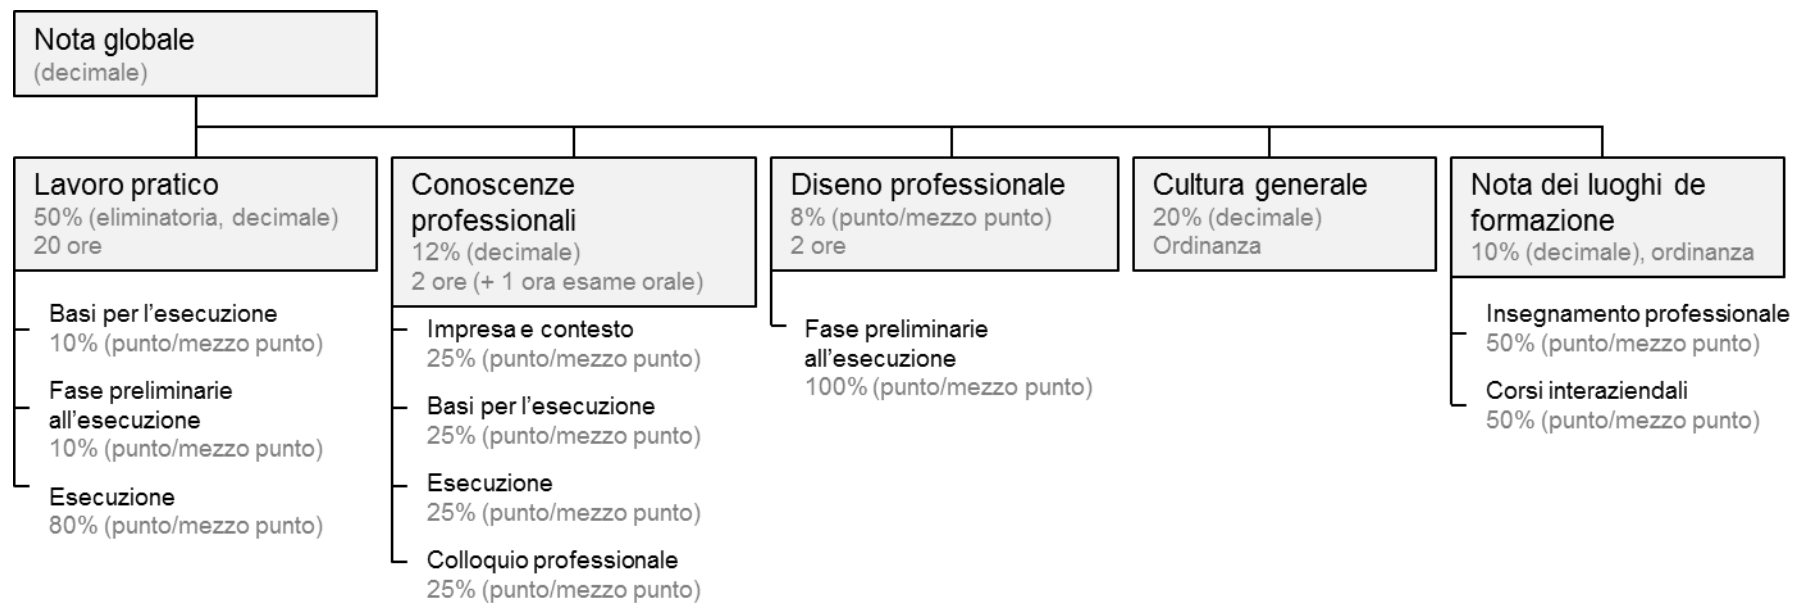 Nota globale
(decimale)
Lavoro pratico
50% (eliminatoria, decimale)
20 ore
Basi per l'esecuzione
10% (punto/mezzo punto)
Fase preliminarie
all'esecuzione
10% (punto/mezzo punto)
Esecuzione
80% (punto/mezzo punto)
Conoscenze
professionali
12% (decimale)
2 ore (+ 1 ora esame orale)
Impresa e contesto
25% (punto/mezzo punto)
Basi per l'esecuzione
25% (punto/mezzo punto)
Esecuzione
25% (punto/mezzo punto)
Colloquio professionale
25% (punto/mezzo punto)
Diseno professionale
8% (punto/mezzo punto)
2 ore
Fase preliminarie
all'esecuzione
100% (punto/mezzo punto)
Cultura generale
20% (decimale)
Ordinanza
Nota dei luoghi de
formazione
10% (decimale), ordinanza
Insegnamento professionale
50% (punto/mezzo punto)
Corsi interaziendali
50% (punto/mezzo punto)